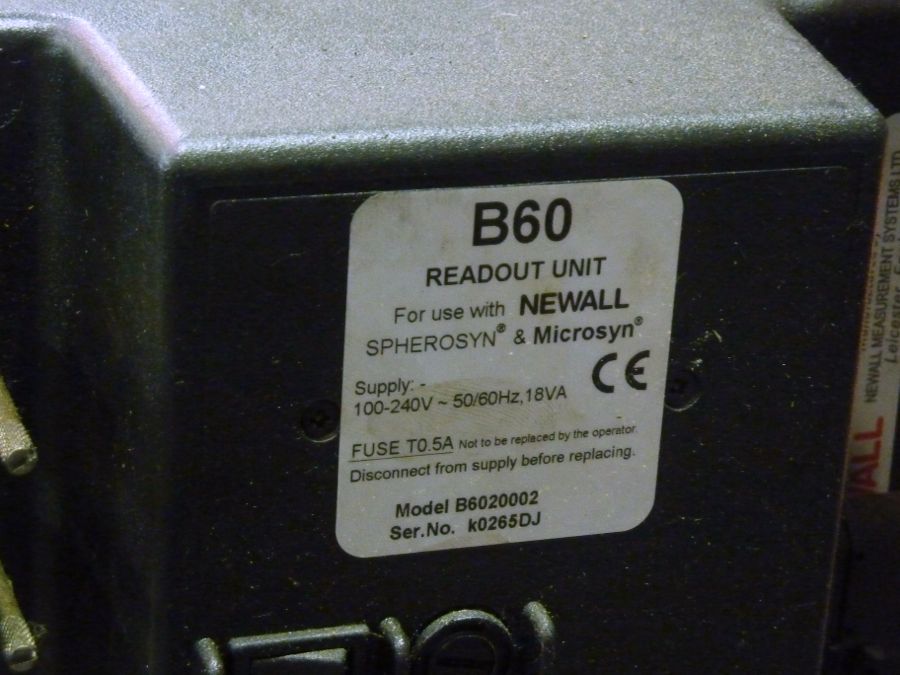 B60
READOUT UNIT
For use with NEWALL
SPHEROSYN® & Microsyn®
CE
Supply: -
100-240V ~ 50/60Hz,18VA
FUSE T0.5A Not to be replaced by the operator.
Disconnect from supply before replacing.
Model B6020002
Ser.No. k0265DJ
NEWALL MEASUREMENT SYSTEMS LTD
Leicester